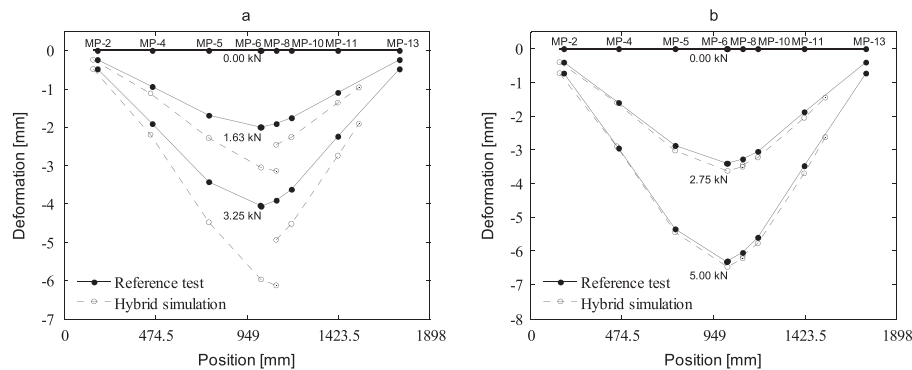 a
MP-2 MP-4 MP-5 MP-6 MP-8 MP-10 MP-11 MP-13
0
-1
-2
-3
-4
-5
-6
-7
Deformation [mm]
0.00 kN
1.63 kN
3.25 kN
Reference test
Hybrid simulation
0 474.5 949 1423.5 1898
Position [mm]
b
MP-2 MP-4 MP-5 MP-6 MP-8 MP-10 MP-11 MP-13
0
-1
-2
-3
-4
-5
-6
-7
-8
Deformation [mm]
0.00 kN
2.75 kN
5.00 kN
Reference test
Hybrid simulation
0 474.5 949 1423.5 1898
Position [mm]